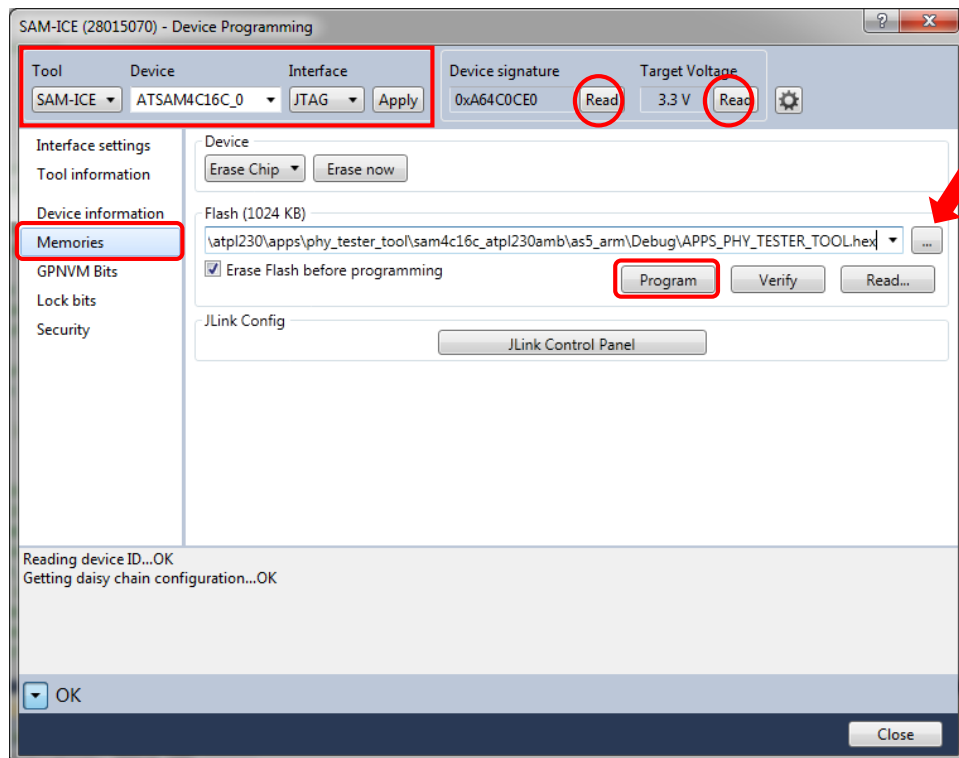 SAM-ICE (28015070) - Device Programming
Tool Device Interface Device signature Target Voltage
SAM-ICE ATSAM4C16C_0 JTAG Apply 0xA64C0CE0 Read 3.3 V Read
Interface settings
Tool information
Device information
Memories
GPNVM Bits
Lock bits
Security
Device
Erase Chip Erase now
Flash (1024 KB)
\atpl230\apps\phy_tester_tool\sam4c16c_atpl230amb\as5_arm\Debug\APPS_PHY_TESTER_TOOL.hex ...
Erase Flash before programming
Program Verify Read...
JLink Config
JLink Control Panel
Reading device ID...OK
Getting daisy chain configuration...OK
OK
Close